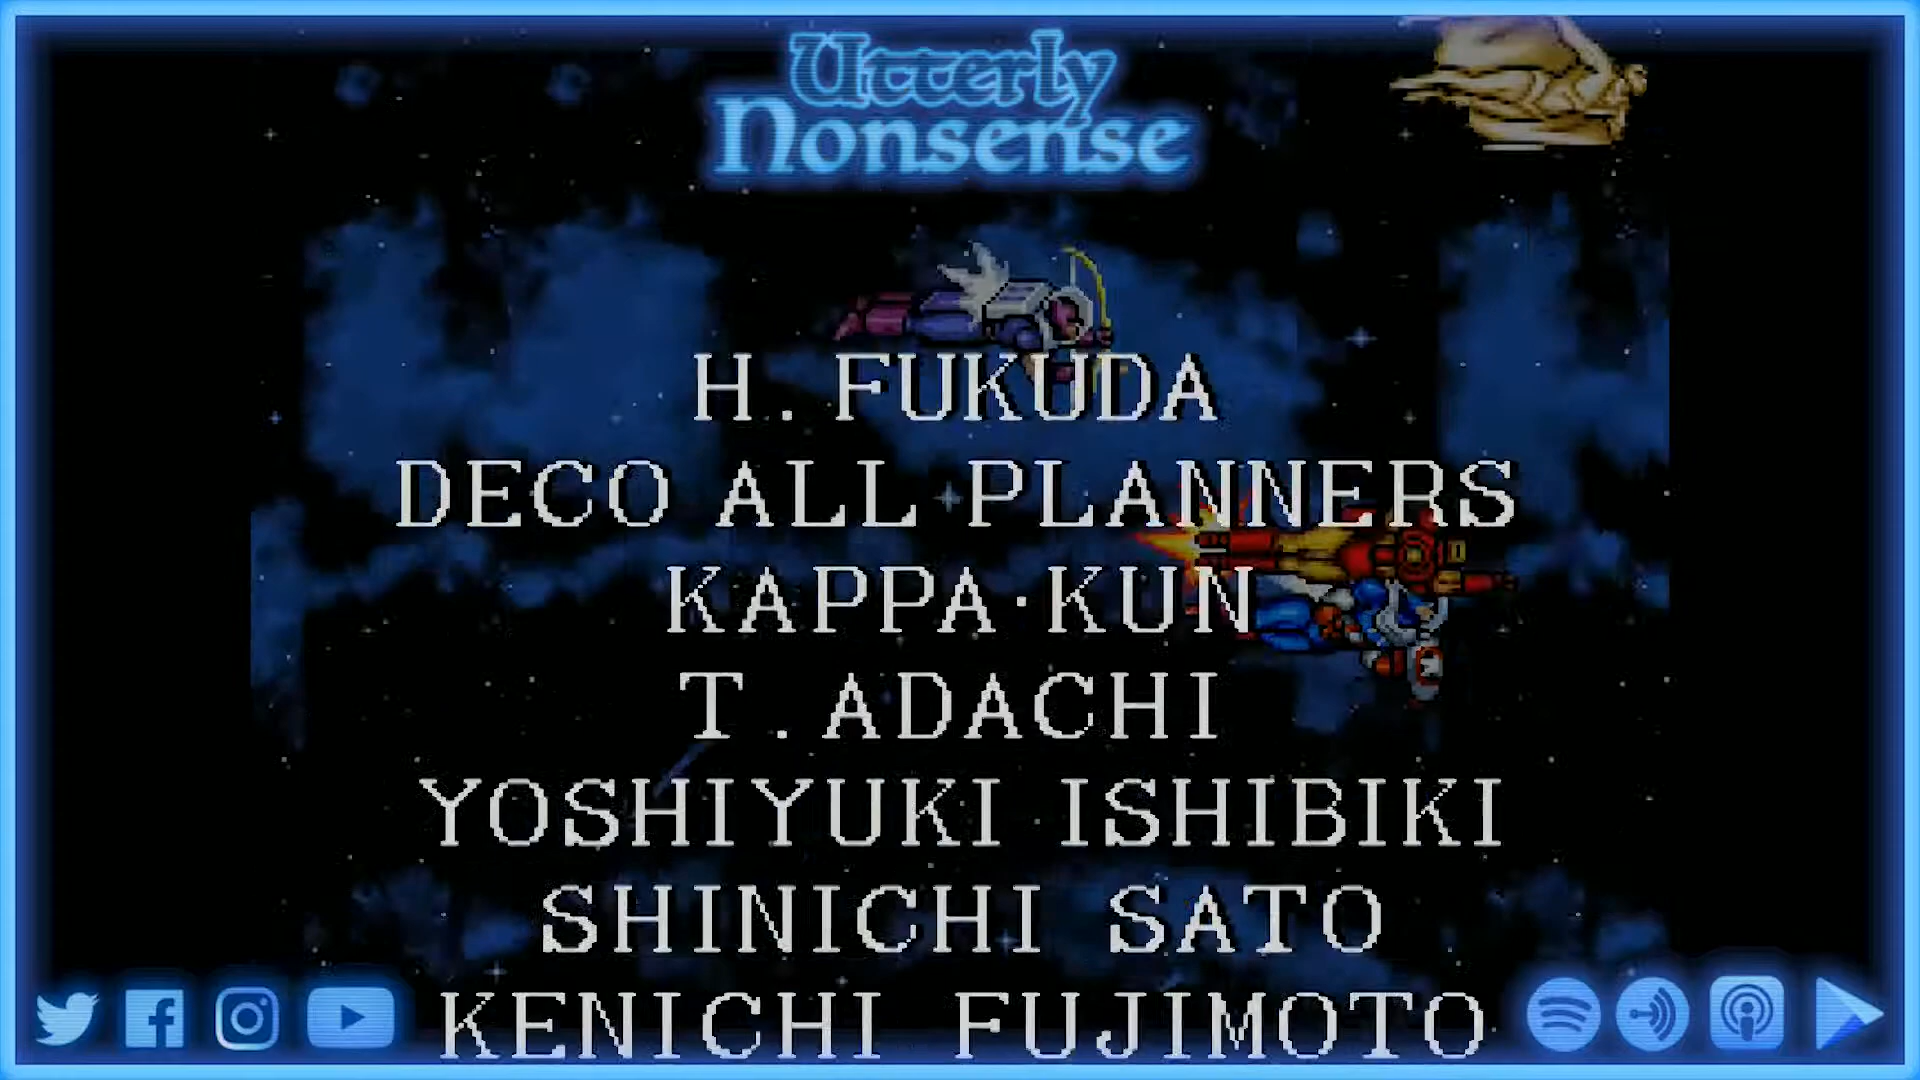 Utterly
Nonsense
H. FUKUDA
DECO ALL PLANNERS
KAPPA·KUN
T. ADACHI
YOSHIYUKI ISHIBIKI
SHINICHI SATO
KENICHI FUJIMOTO